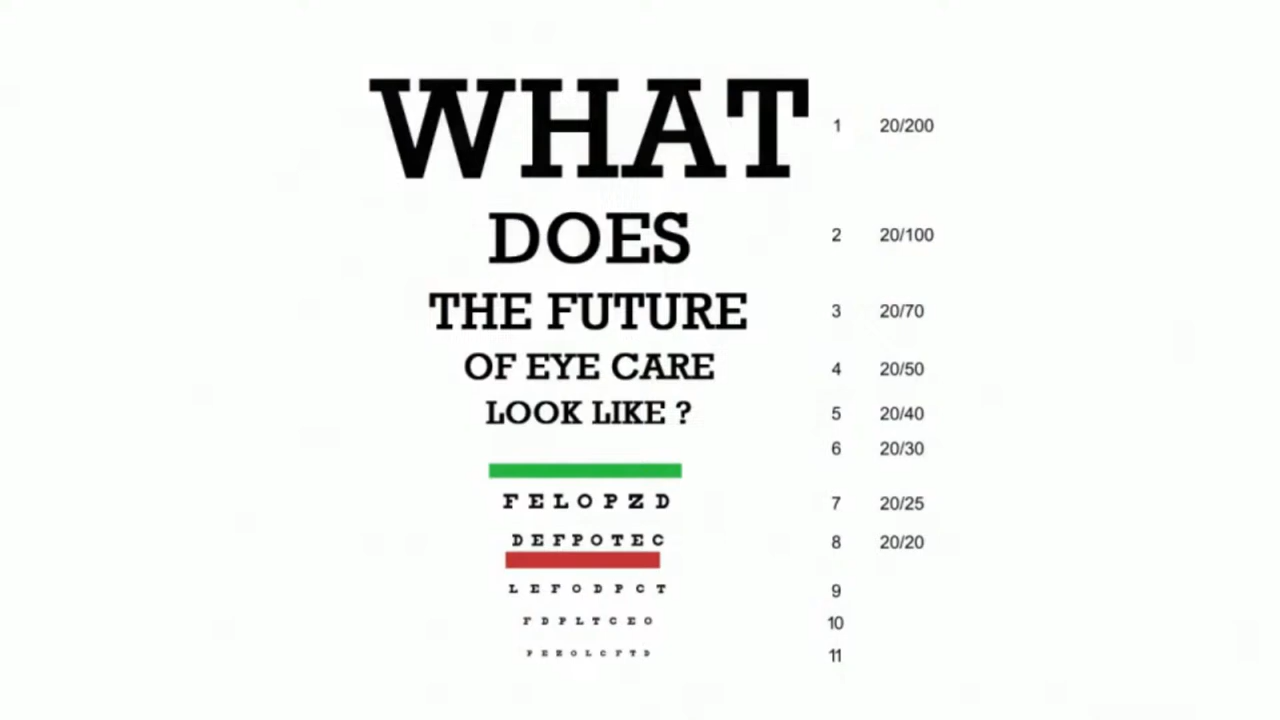 WHAT 1 20/200
DOES 2 20/100
THE FUTURE 3 20/70
OF EYE CARE 4 20/50
LOOK LIKE ? 5 20/40
6 20/30
F E L O P Z D 7 20/25
D E F P O T E C 8 20/20
L E F O D P C T 9
F D P L T C E O 10
P E Z O L C F T D 11